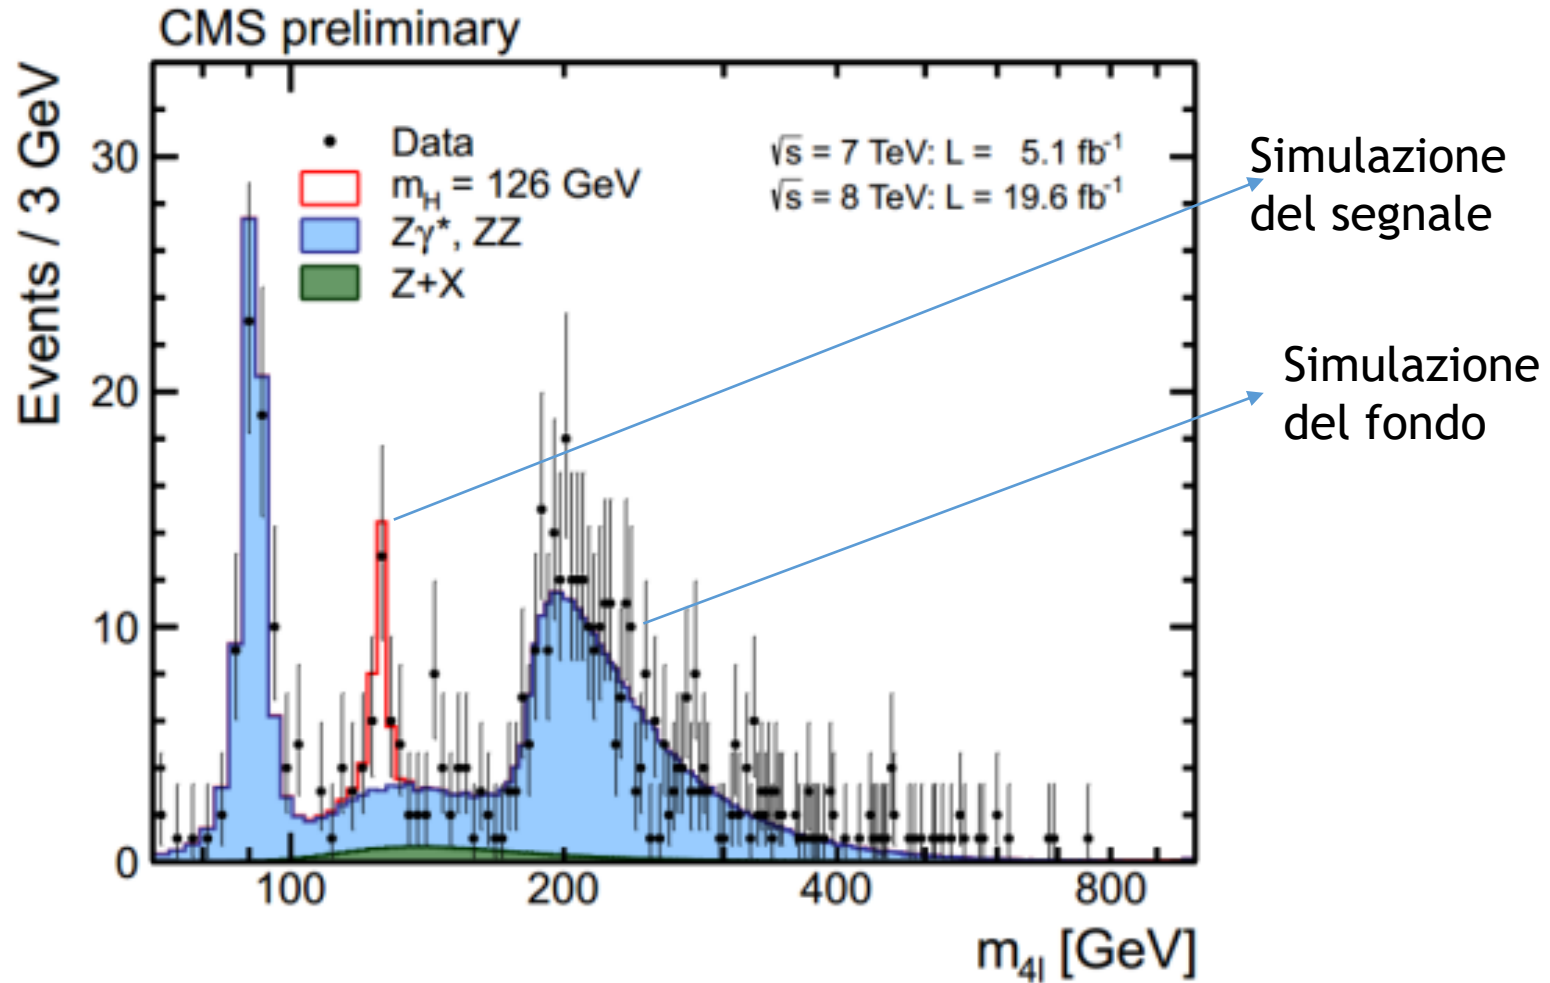 CMS preliminary
Events / 3 GeV
30
20
10
0
Data
m_H = 126 GeV
Zγ*, ZZ
Z+X
√s = 7 TeV: L = 5.1 fb⁻¹
√s = 8 TeV: L = 19.6 fb⁻¹
Simulazione
del segnale
Simulazione
del fondo
100 200 400 800
m_4l [GeV]